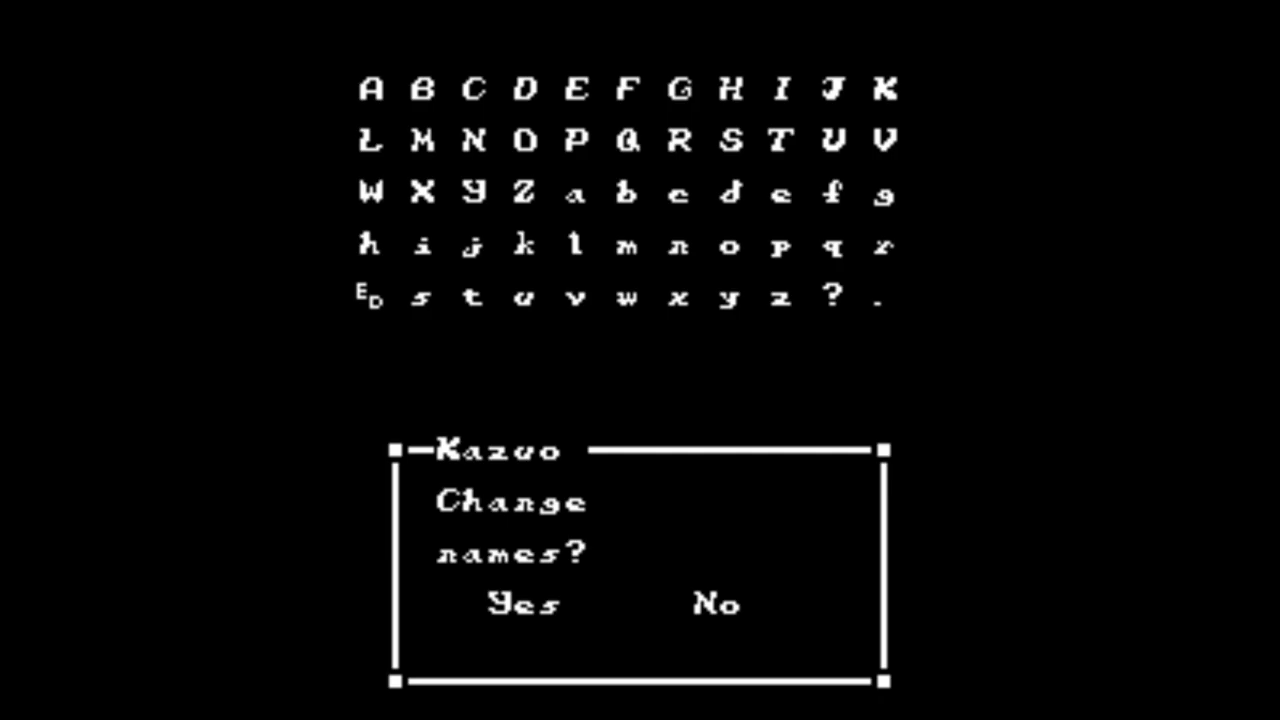 A B C D E F G H I J K
L M N O P Q R S T U V
W X Y Z a b c d e f g
h i j k l m n o p q r
ED s t u v w x y z ? .
Kazuo
Change
names?
Yes No